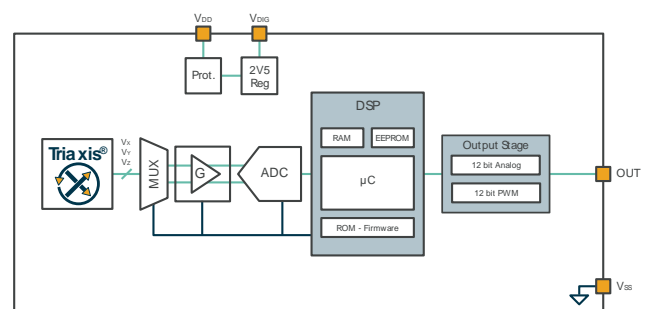 VDD
VDIG
Prot.
2V5
Reg
DSP
RAM
EEPROM
Triaxis®
VX
VY
VZ
MUX
G
ADC
µC
Output Stage
12 bit Analog
12 bit PWM
OUT
ROM - Firmware
VSS